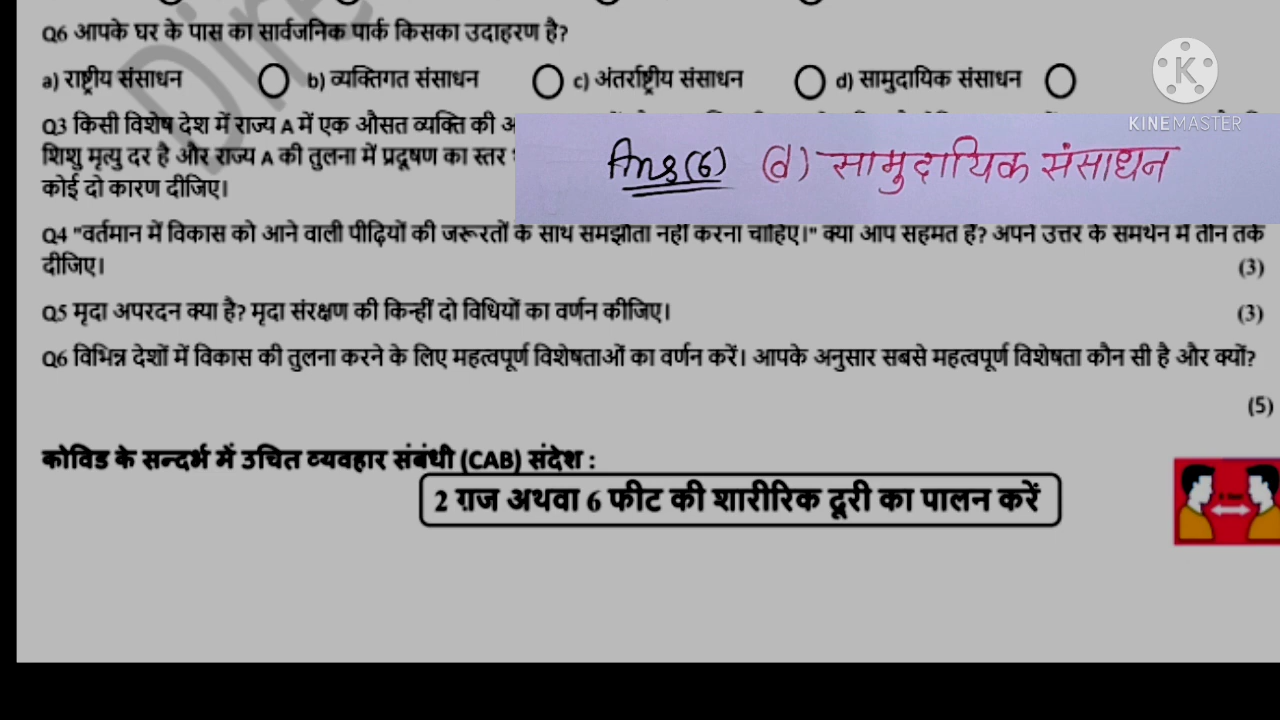 Q6 आपके घर के पास का सार्वजनिक पार्क किसका उदाहरण है?
a) राष्ट्रीय संसाधन b) व्यक्तिगत संसाधन c) अंतर्राष्ट्रीय संसाधन d) सामुदायिक संसाधन
KINEMASTER
Q3 किसी विशेष देश में राज्य A में एक औसत व्यक्ति की
शिशु मृत्यु दर है और राज्य A की तुलना में प्रदूषण का स्तर
कोई दो कारण दीजिए।
Ans (6) (d) सामुदायिक संसाधन
Q4 "वर्तमान में विकास को आने वाली पीढ़ियों की जरूरतों के साथ समझौता नहीं करना चाहिए।" क्या आप सहमत हैं? अपने उत्तर के समर्थन में तीन तर्क
दीजिए। (3)
Q5 मृदा अपरदन क्या है? मृदा संरक्षण की किन्हीं दो विधियों का वर्णन कीजिए। (3)
Q6 विभिन्न देशों में विकास की तुलना करने के लिए महत्वपूर्ण विशेषताओं का वर्णन करें। आपके अनुसार सबसे महत्वपूर्ण विशेषता कौन सी है और क्यों?
(5)
कोविड के सन्दर्भ में उचित व्यवहार संबंधी (CAB) संदेश :
2 ग़ज अथवा 6 फीट की शारीरिक दूरी का पालन करें